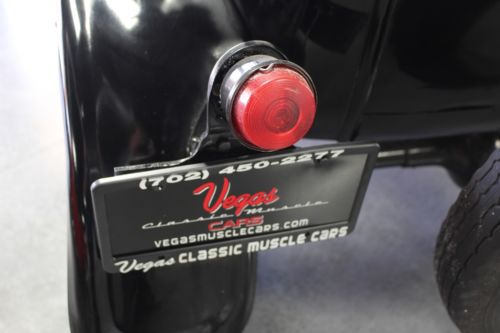 (702) 450-2277
Vegas
Classic Muscle
CARS
VEGASMUSCLECARS.COM
Vegas CLASSIC MUSCLE CARS